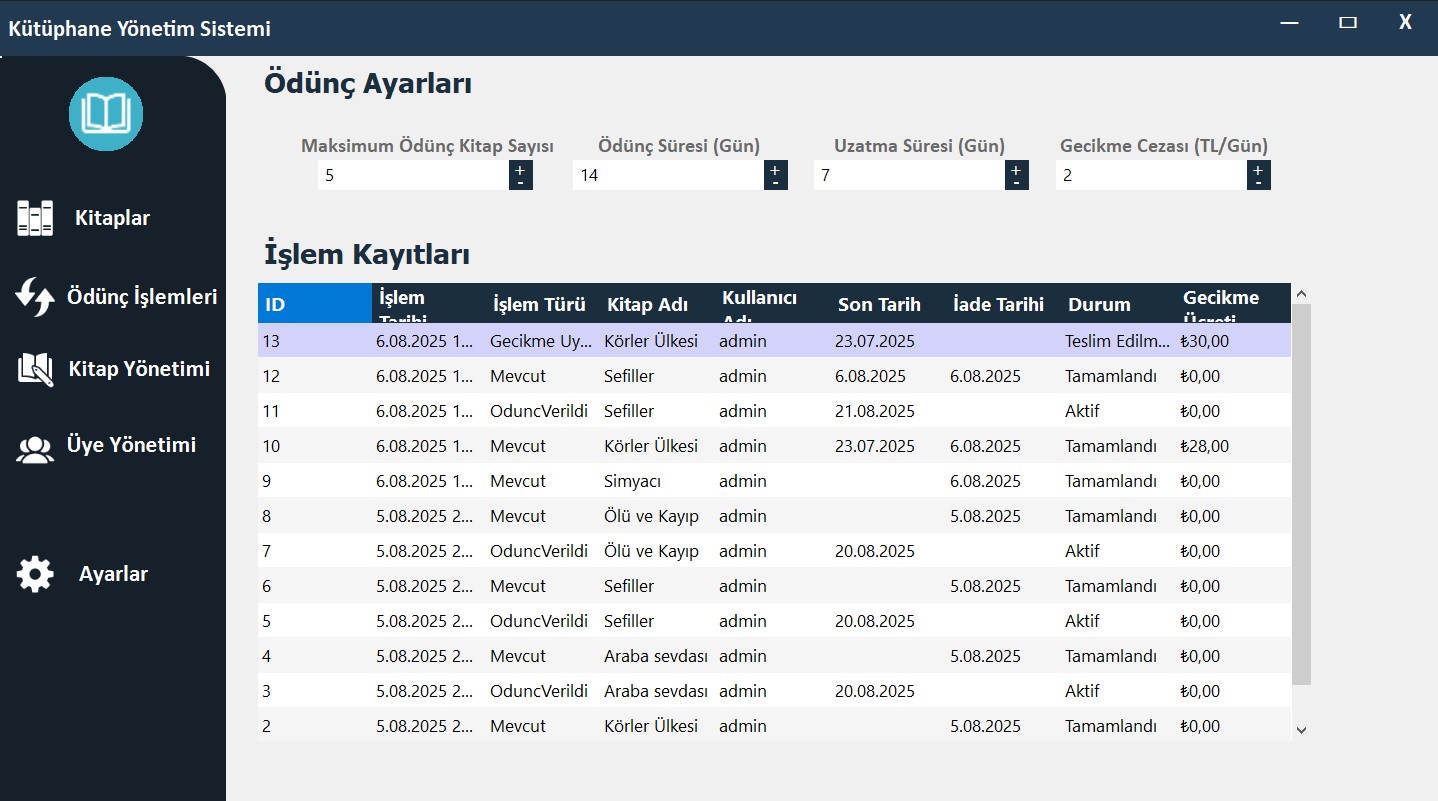 Kütüphane Yönetim Sistemi
X
Ödünç Ayarları
Maksimum Ödünç Kitap Sayısı Ödünç Süresi (Gün) Uzatma Süresi (Gün) Gecikme Cezası (TL/Gün)
5 + - 14 + - 7 + - 2 + -
Kitaplar
Ödünç İşlemleri
Kitap Yönetimi
Üye Yönetimi
Ayarlar
İşlem Kayıtları
ID İşlem Tarihi İşlem Türü Kitap Adı Kullanıcı Adı Son Tarih İade Tarihi Durum Gecikme Ücreti
13 6.08.2025 1... Gecikme Uy... Körler Ülkesi admin 23.07.2025 Teslim Edilm... ₺30,00
12 6.08.2025 1... Mevcut Sefiller admin 6.08.2025 6.08.2025 Tamamlandı ₺0,00
11 6.08.2025 1... OduncVerildi Sefiller admin 21.08.2025 Aktif ₺0,00
10 6.08.2025 1... Mevcut Körler Ülkesi admin 23.07.2025 6.08.2025 Tamamlandı ₺28,00
9 6.08.2025 1... Mevcut Simyacı admin 6.08.2025 Tamamlandı ₺0,00
8 5.08.2025 2... Mevcut Ölü ve Kayıp admin 5.08.2025 Tamamlandı ₺0,00
7 5.08.2025 2... OduncVerildi Ölü ve Kayıp admin 20.08.2025 Aktif ₺0,00
6 5.08.2025 2... Mevcut Sefiller admin 5.08.2025 Tamamlandı ₺0,00
5 5.08.2025 2... OduncVerildi Sefiller admin 20.08.2025 Aktif ₺0,00
4 5.08.2025 2... Mevcut Araba sevdası admin 5.08.2025 Tamamlandı ₺0,00
3 5.08.2025 2... OduncVerildi Araba sevdası admin 20.08.2025 Aktif ₺0,00
2 5.08.2025 2... Mevcut Körler Ülkesi admin 5.08.2025 Tamamlandı ₺0,00